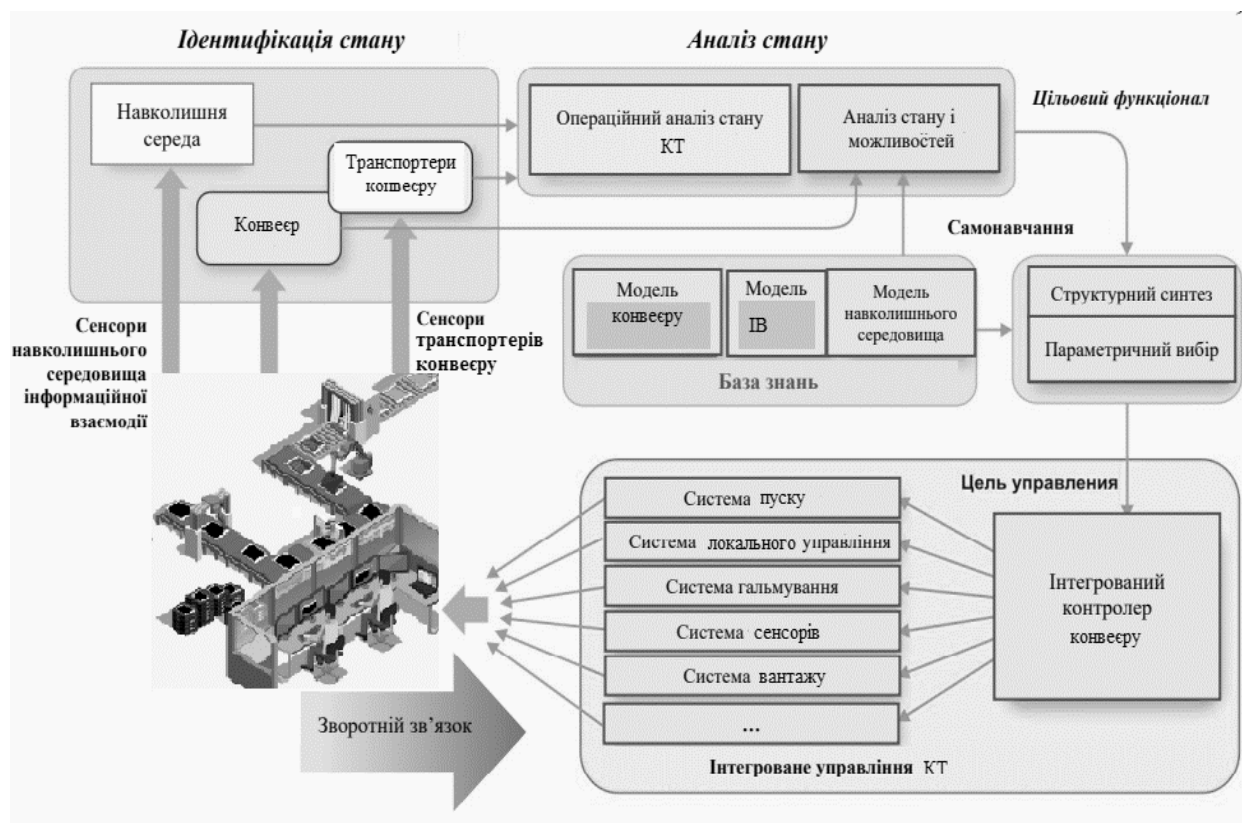 Ідентифікація стану
Аналіз стану
Навколишня
середа
Транспортери
конвеєру
Конвеєр
Операційний аналіз стану
КТ
Аналіз стану і
можливостей
Цільовий функціонал
Самонавчання
Модель
конвеєру
Модель
ІВ
Модель
навколишнього
середовища
База знань
Структурний синтез
Параметричний вибір
Сенсори
навколишнього
середовища
інформаційної
взаємодії
Сенсори
транспортерів
конвеєру
Цель управления
Система пуску
Система локального управління
Система гальмування
Система сенсорів
Система вантажу
...
Інтегрований
контролер
конвеєру
Зворотній зв’язок
Інтегроване управління КТ